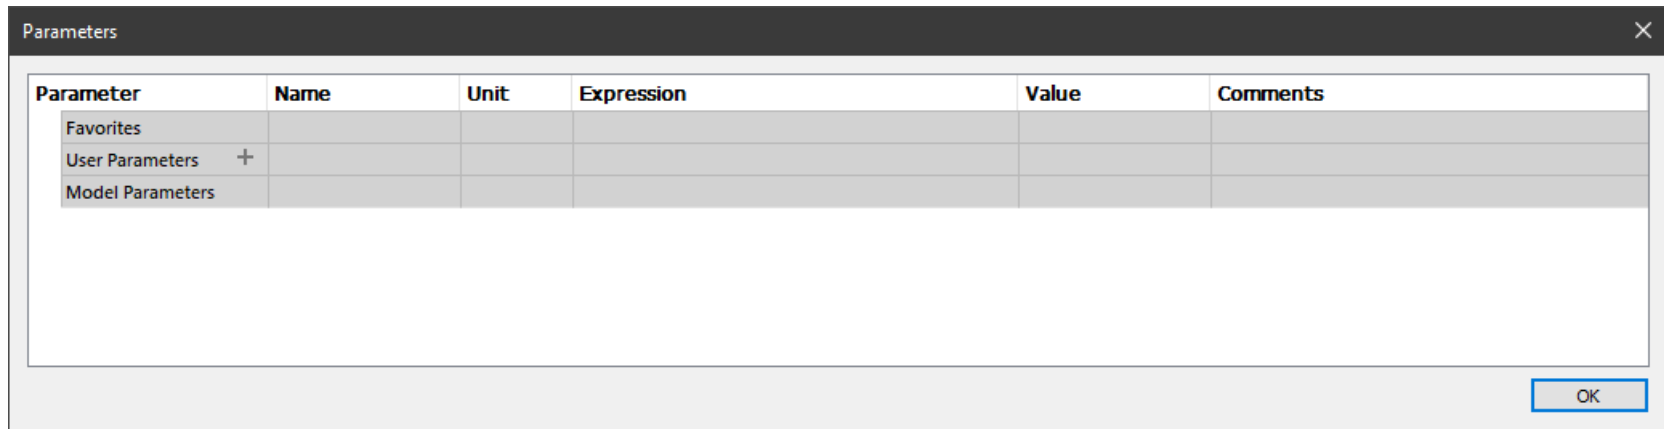 Parameters
Parameter Name Unit Expression Value Comments
Favorites
User Parameters +
Model Parameters
OK